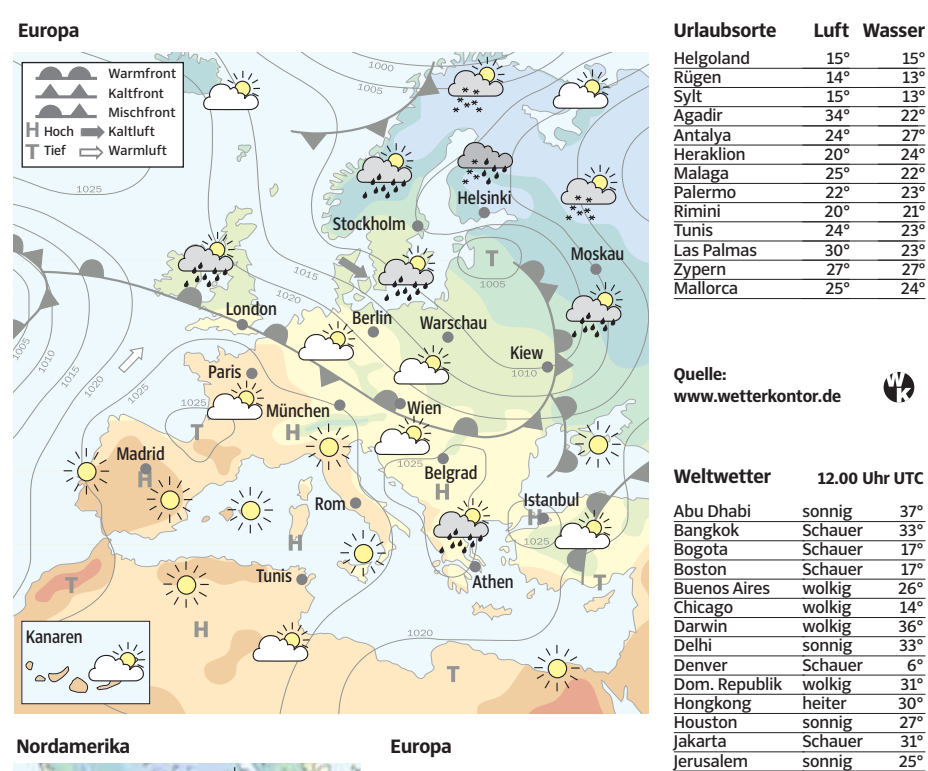 Europa
Warmfront
Kaltfront
Mischfront
H Hoch Kaltluft
T Tief Warmluft
1000
1005
1025
Helsinki
Stockholm
Moskau
T
1005
1015
1020
London
Berlin
Warschau
Kiew
1010
1005
1010
1015
1020
1025
Paris
1025
München
Wien
T
H
Madrid
H
1025
Belgrad
H
Rom
Istanbul
H
1025
H
Tunis
Athen
T
T
H
1020
T
Kanaren
Nordamerika
Europa
Urlaubsorte Luft Wasser
Helgoland 15° 15°
Rügen 14° 13°
Sylt 15° 13°
Agadir 34° 22°
Antalya 24° 27°
Heraklion 20° 24°
Malaga 25° 22°
Palermo 22° 23°
Rimini 20° 21°
Tunis 24° 23°
Las Palmas 30° 23°
Zypern 27° 27°
Mallorca 25° 24°
Quelle:
www.wetterkontor.de
WK
Weltwetter 12.00 Uhr UTC
Abu Dhabi sonnig 37°
Bangkok Schauer 33°
Bogota Schauer 17°
Boston Schauer 17°
Buenos Aires wolkig 26°
Chicago wolkig 14°
Darwin wolkig 36°
Delhi sonnig 33°
Denver Schauer 6°
Dom. Republik wolkig 31°
Hongkong heiter 30°
Houston sonnig 27°
Jakarta Schauer 31°
Jerusalem sonnig 25°